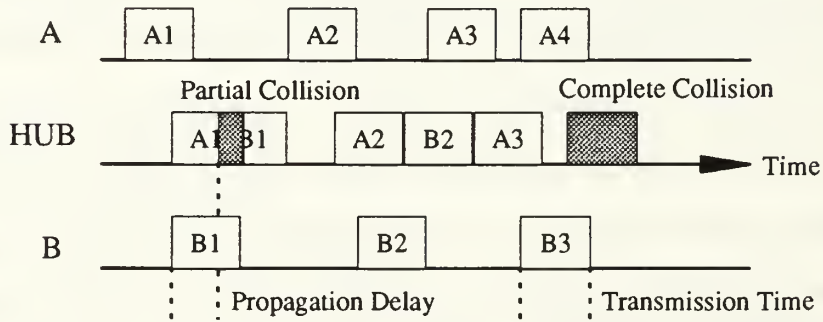 A A1 A2 A3 A4
Partial Collision Complete Collision
HUB A1 B1 A2 B2 A3
Time
B B1 B2 B3
Propagation Delay Transmission Time